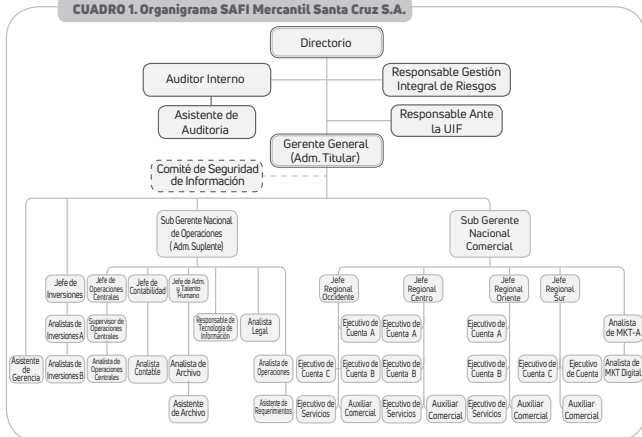 CUADRO 1. Organigrama SAFI Mercantil Santa Cruz S.A.
Directorio
Auditor Interno
Responsable Gestión
Integral de Riesgos
Asistente de
Auditoria
Responsable Ante
la UIF
Gerente General
(Adm. Titular)
Comité de Seguridad
de Información
Sub Gerente Nacional
de Operaciones
(Adm. Suplente)
Sub Gerente
Nacional
Comercial
Jefe de
Inversiones
Jefe de
Operaciones
Centrales
Jefe de
Contabilidad
Jefe de Adm.
y Talento
Humano
Jefe
Regional
Occidente
Jefe
Regional
Centro
Jefe
Regional
Oriente
Jefe
Regional
Sur
Analistas de
Inversiones A
Supervisor de
Operaciones
Centrales
Responsable de
Tecnología de
Información
Analista
Legal
Ejecutivo de
Cuenta A
Ejecutivo de
Cuenta A
Ejecutivo de
Cuenta A
Analista
de MKT-A
Asistente
de
Gerencia
Analistas de
Inversiones B
Analista de
Operaciones
Centrales
Analista
Contable
Analista de
Archivo
Analista de
Operaciones
Ejecutivo de
Cuenta C
Ejecutivo de
Cuenta B
Ejecutivo de
Cuenta B
Ejecutivo de
Cuenta B
Ejecutivo de
Cuenta C
Ejecutivo
de Cuenta
Analista de
MKT Digital
Asistente
de Archivo
Asistente de
Requerimientos
Ejecutivo de
Servicios
Auxiliar
Comercial
Ejecutivo de
Servicios
Auxiliar
Comercial
Ejecutivo de
Servicios
Auxiliar
Comercial
Auxiliar
Comercial